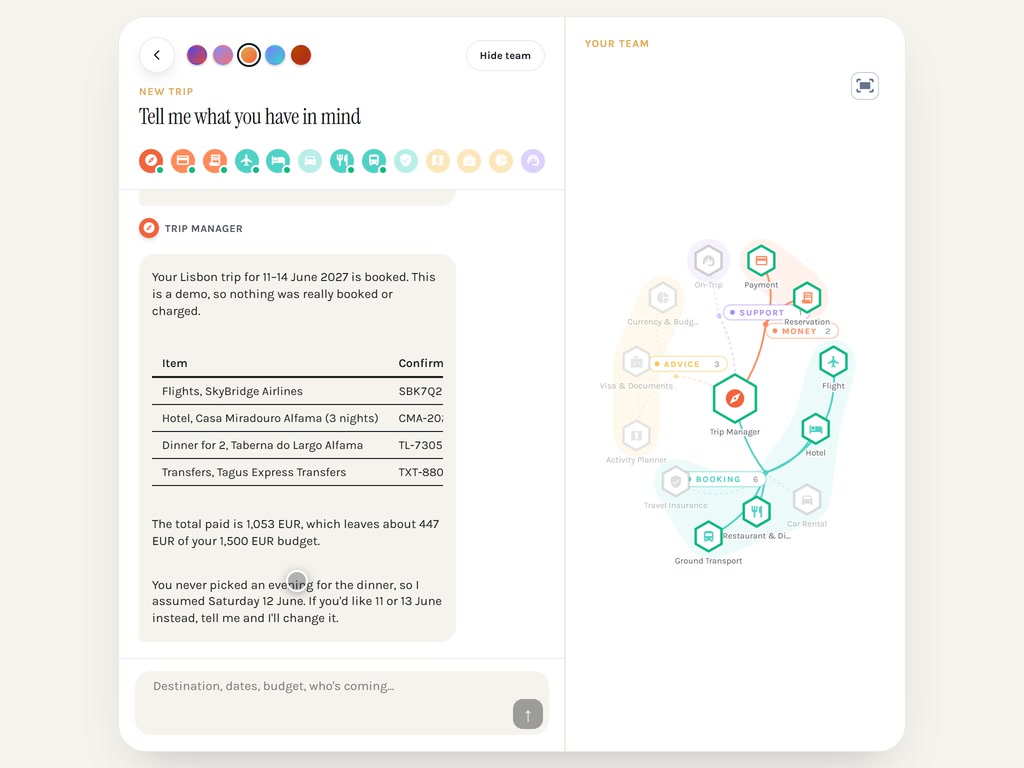 Hide team
NEW TRIP
Tell me what you have in mind
TRIP MANAGER
Your Lisbon trip for 11–14 June 2027 is booked. This
is a demo, so nothing was really booked or
charged.
Item Confirm
Flights, SkyBridge Airlines SBK7Q2
Hotel, Casa Miradouro Alfama (3 nights) CMA-20
Dinner for 2, Taberna do Largo Alfama TL-7305
Transfers, Tagus Express Transfers TXT-880
The total paid is 1,053 EUR, which leaves about 447
EUR of your 1,500 EUR budget.
You never picked an evening for the dinner, so I
assumed Saturday 12 June. If you'd like 11 or 13 June
instead, tell me and I'll change it.
Destination, dates, budget, who's coming...
YOUR TEAM
On-Trip
Payment
Currency & Budg...
SUPPORT
Reservation
MONEY 2
ADVICE 3
Visa & Documents
Flight
Trip Manager
Hotel
Activity Planner
BOOKING 6
Travel Insurance
Car Rental
Restaurant & Di...
Ground Transport